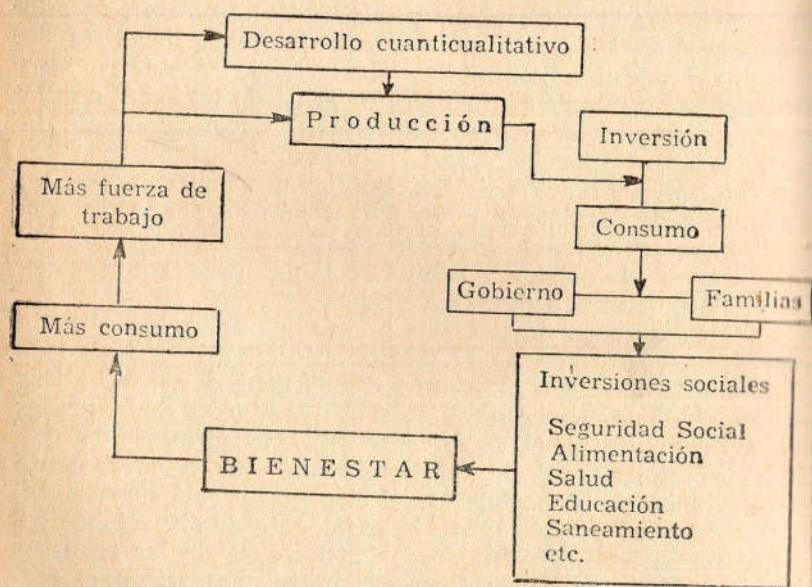 Desarrollo cuanticualitativo
Producción
Inversión
Más fuerza de
trabajo
Consumo
Gobierno
Familias
Más consumo
Inversiones sociales
Seguridad Social
Alimentación
Salud
Educación
Saneamiento
etc.
BIENESTAR